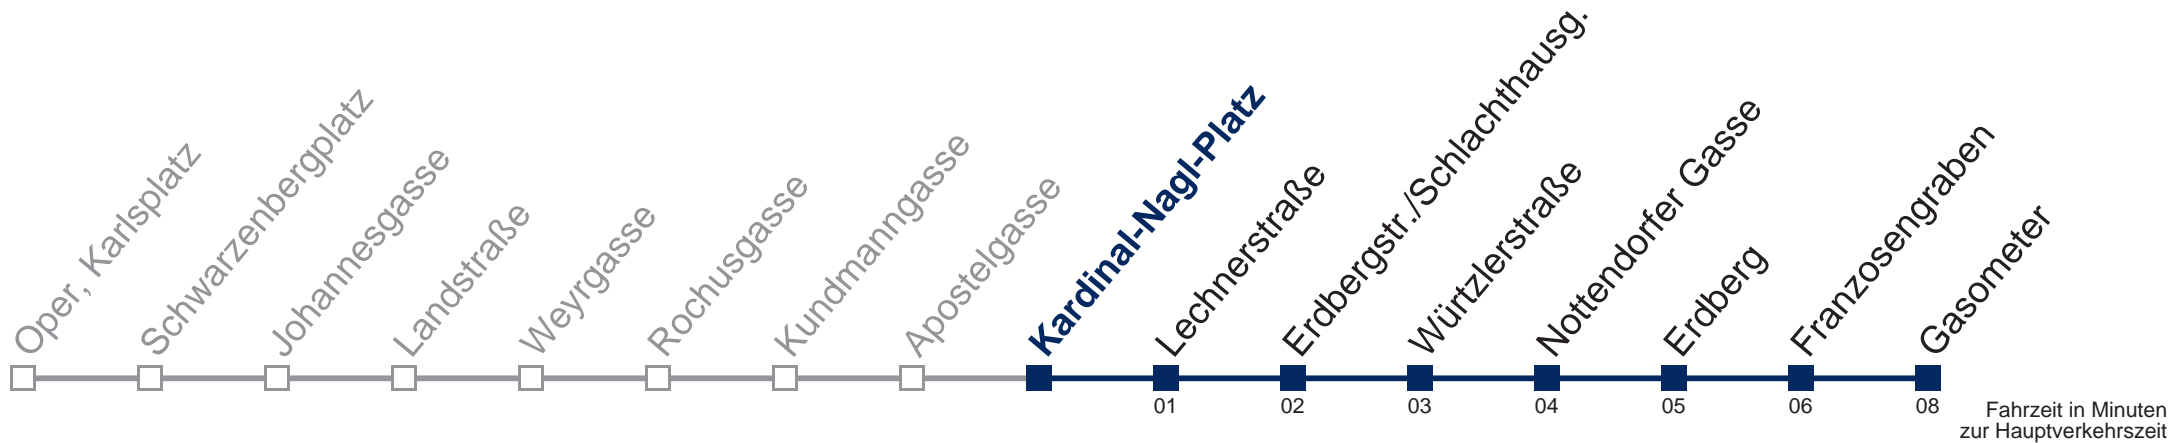 Oper, Karlsplatz
Schwarzenbergplatz
Johannesgasse
Landstraße
Weyrgasse
Rochusgasse
Kundmanngasse
Apostelgasse
Kardinal-Nagl-Platz
Lechnerstraße
Erdbergstr./Schlachthausg.
Würtzlerstraße
Nottendorfer Gasse
Erdberg
Franzosengraben
Gasometer
01 02 03 04 05 06 08
Fahrzeit in Minuten
zur Hauptverkehrszeit